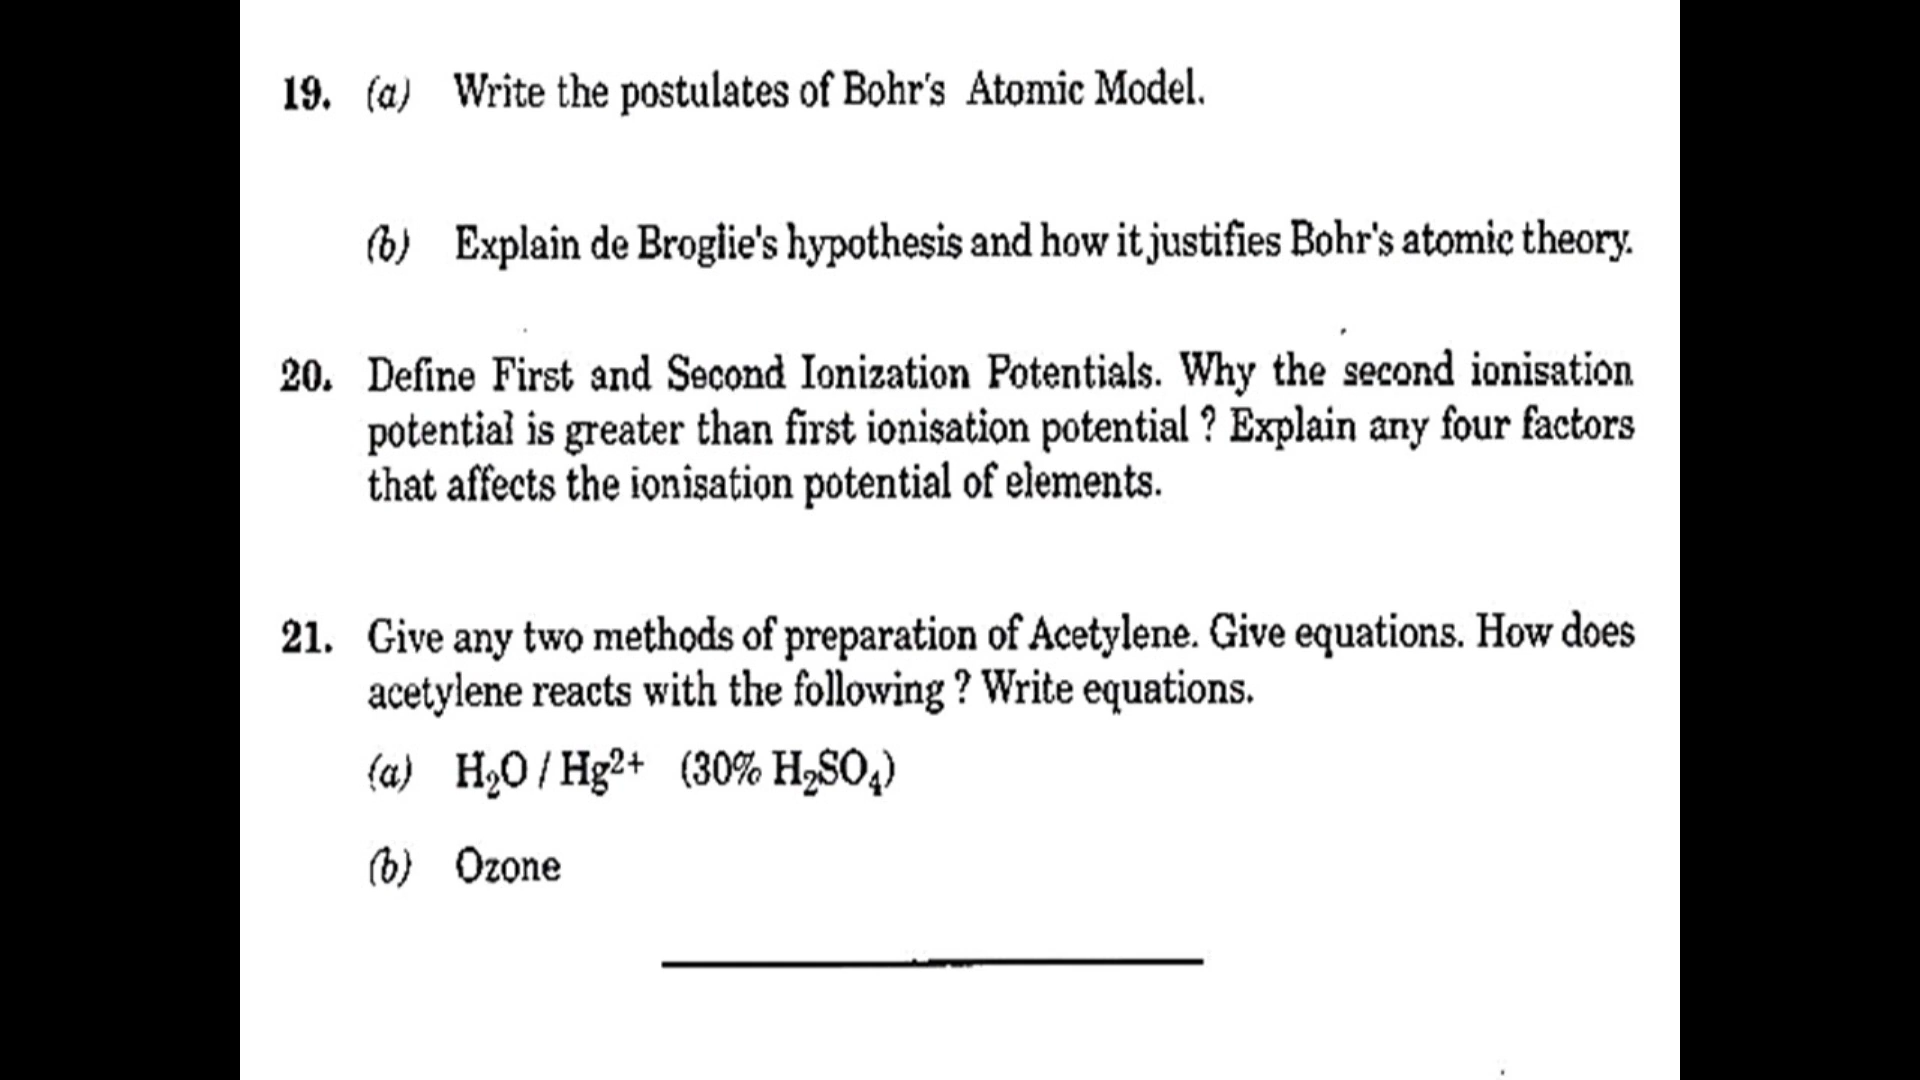 19. (a) Write the postulates of Bohr's Atomic Model.
(b) Explain de Broglie's hypothesis and how it justifies Bohr's atomic theory.
20. Define First and Second Ionization Potentials. Why the second ionisation
potential is greater than first ionisation potential ? Explain any four factors
that affects the ionisation potential of elements.
21. Give any two methods of preparation of Acetylene. Give equations. How does
acetylene reacts with the following ? Write equations.
(a) H₂O / Hg²⁺ (30% H₂SO₄)
(b) Ozone